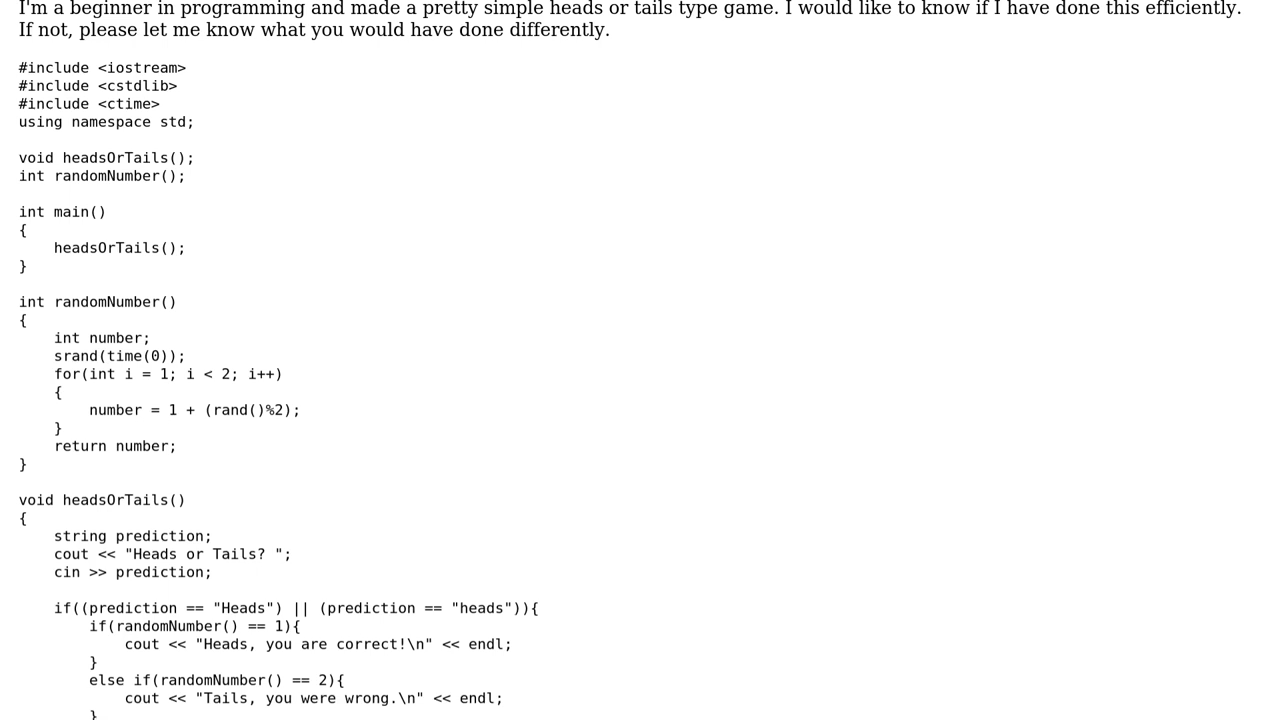 I'm a beginner in programming and made a pretty simple heads or tails type game. I would like to know if I have done this efficiently.
If not, please let me know what you would have done differently.
#include <iostream>
#include <cstdlib>
#include <ctime>
using namespace std;
void headsOrTails();
int randomNumber();
int main()
{
    headsOrTails();
}
int randomNumber()
{
    int number;
    srand(time(0));
    for(int i = 1; i < 2; i++)
    {
        number = 1 + (rand()%2);
    }
    return number;
}
void headsOrTails()
{
    string prediction;
    cout << "Heads or Tails? ";
    cin >> prediction;
    if((prediction == "Heads") || (prediction == "heads")){
        if(randomNumber() == 1){
            cout << "Heads, you are correct!\n" << endl;
        }
        else if(randomNumber() == 2){
            cout << "Tails, you were wrong.\n" << endl;
        }